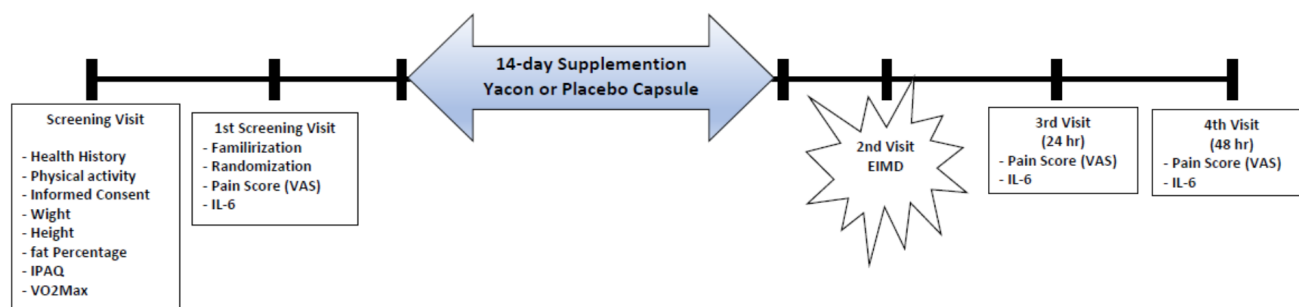 14-day Supplemention
Yacon or Placebo Capsule
Screening Visit
- Health History
- Physical activity
- Informed Consent
- Wight
- Height
- fat Percentage
- IPAQ
- VO2Max
1st Screening Visit
- Familirization
- Randomization
- Pain Score (VAS)
- IL-6
2nd Visit
EIMD
3rd Visit
(24 hr)
- Pain Score (VAS)
- IL-6
4th Visit
(48 hr)
- Pain Score (VAS)
- IL-6